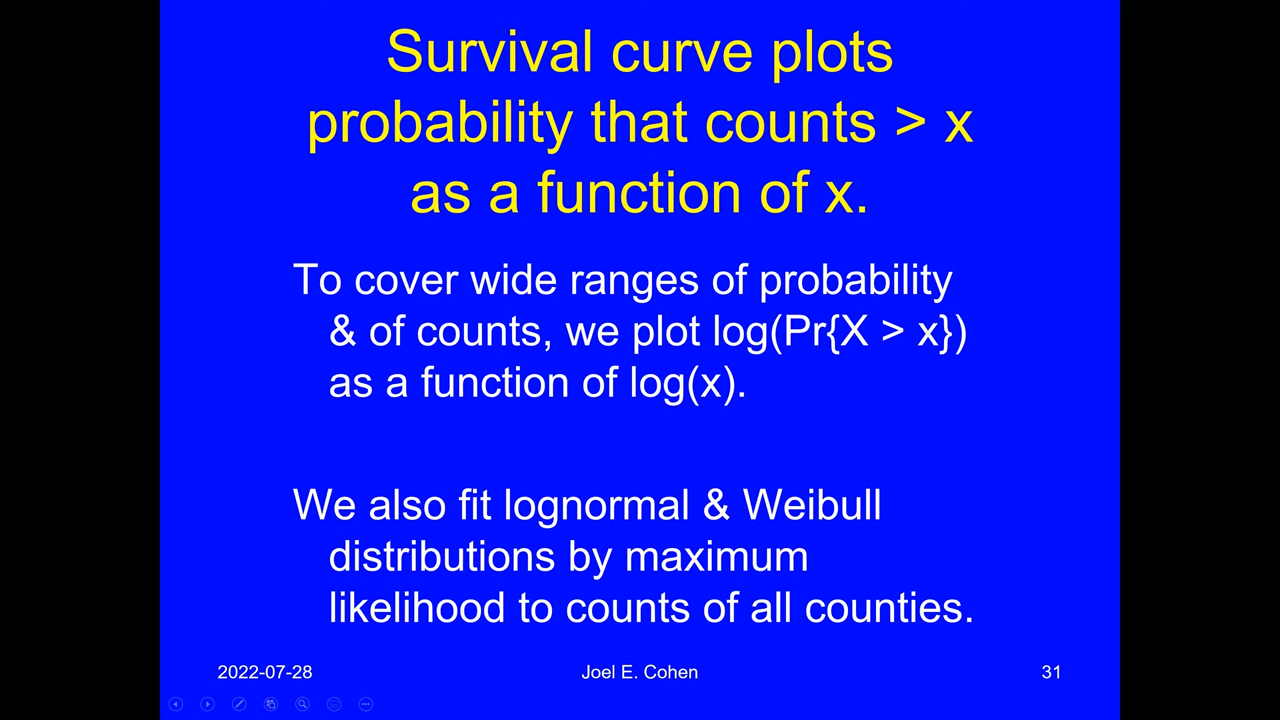 Survival curve plots
probability that counts > x
as a function of x.
To cover wide ranges of probability
& of counts, we plot log(Pr{X > x})
as a function of log(x).
We also fit lognormal & Weibull
distributions by maximum
likelihood to counts of all counties.
2022-07-28
Joel E. Cohen
31